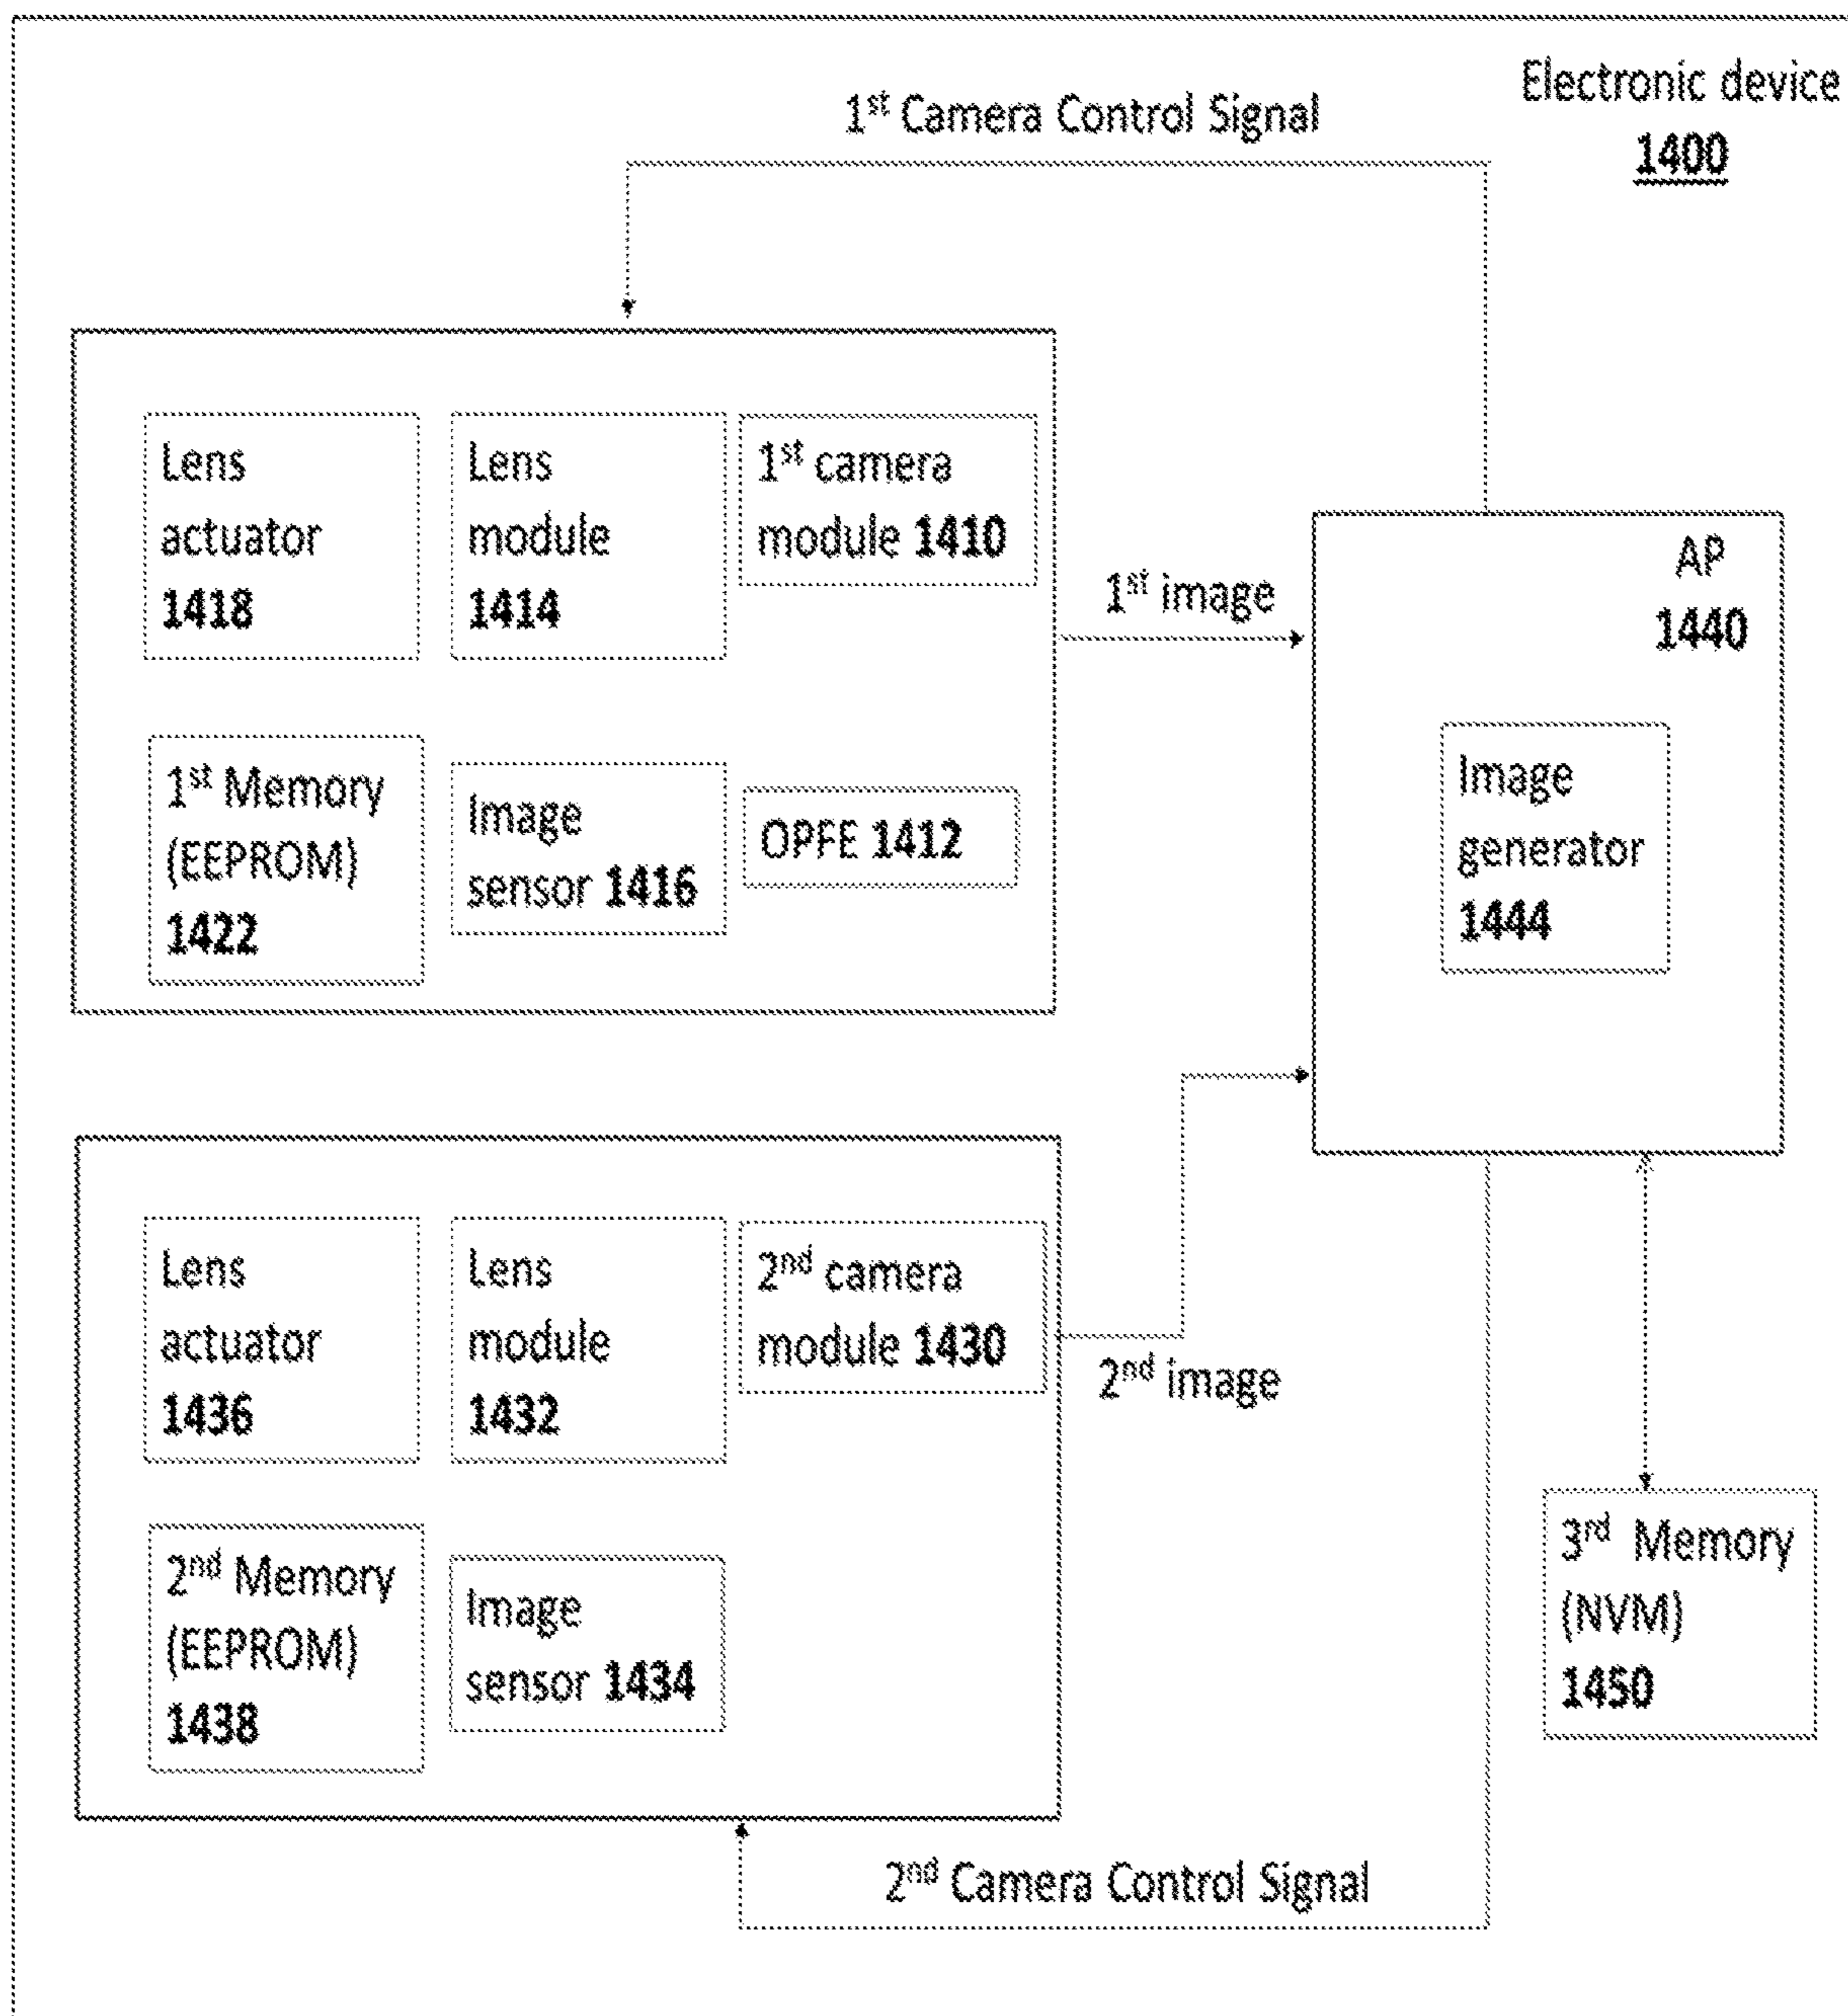 Electronic device
1400
1st Camera Control Signal
Lens
actuator
1418
Lens
module
1414
1st camera
module 1410
1st image
AP
1440
1st Memory
(EEPROM)
1422
Image
sensor 1416
OPFE 1412
Image
generator
1444
Lens
actuator
1436
Lens
module
1432
2nd camera
module 1430
2nd image
2nd Memory
(EEPROM)
1438
Image
sensor 1434
3rd Memory
(NVM)
1450
2nd Camera Control Signal